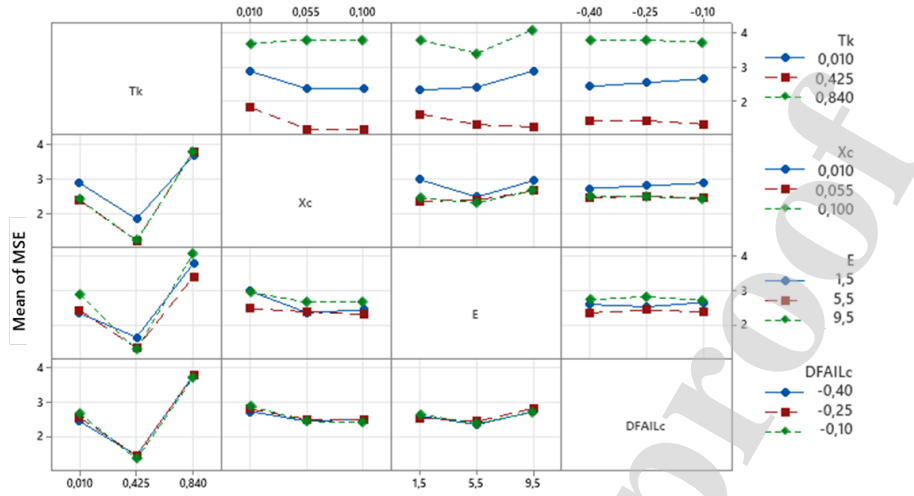 0,010 0,055 0,100 -0,40 -0,25 -0,10
Tk
4
3
2
Tk
0,010
0,425
0,840
4
3
2
Xc
Xc
0,010
0,055
0,100
Mean of MSE
E
4
3
2
E
1,5
5,5
9,5
4
3
2
DFAILc
DFAILc
-0,40
-0,25
-0,10
0,010 0,425 0,840 1,5 5,5 9,5
proof